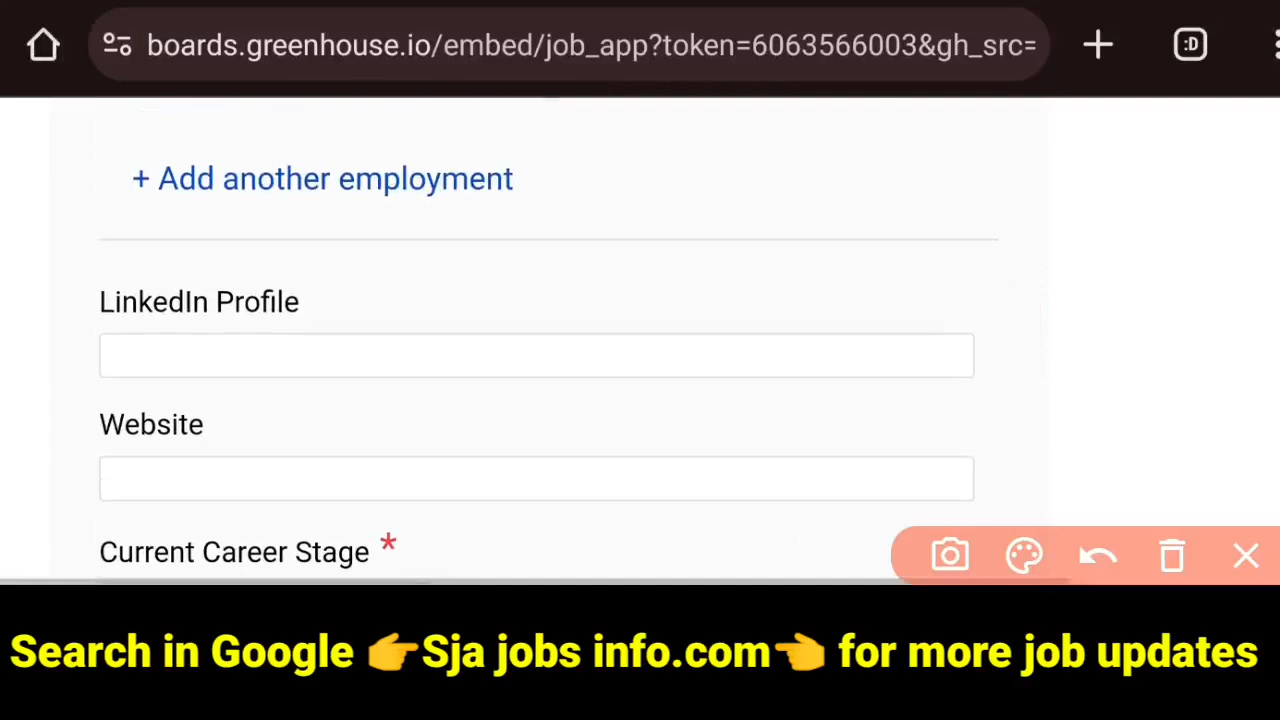 boards.greenhouse.io/embed/job_app?token=6063566003&gh_src=
:D
+ Add another employment
LinkedIn Profile
Website
Current Career Stage *
Search in Google 👉Sja jobs info.com👈 for more job updates